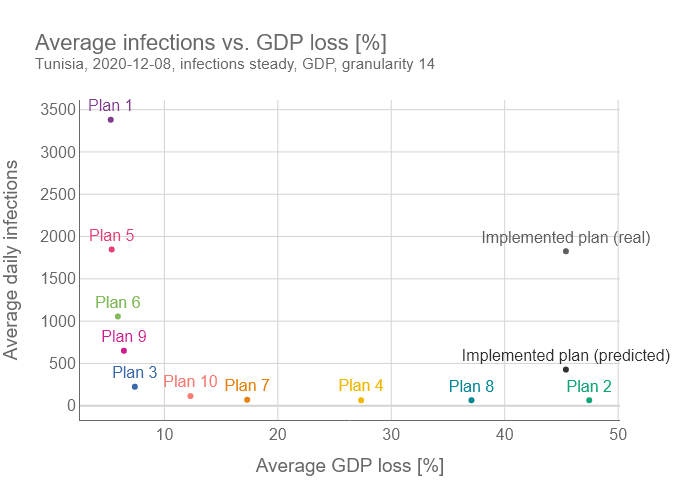 Average infections vs. GDP loss [%]
Tunisia, 2020-12-08, infections steady, GDP, granularity 14
Average daily infections
3500
3000
2500
2000
1500
1000
500
0
Plan 1
Plan 5
Implemented plan (real)
Plan 6
Plan 9
Implemented plan (predicted)
Plan 3
Plan 10
Plan 7
Plan 4
Plan 8
Plan 2
10
20
30
40
50
Average GDP loss [%]